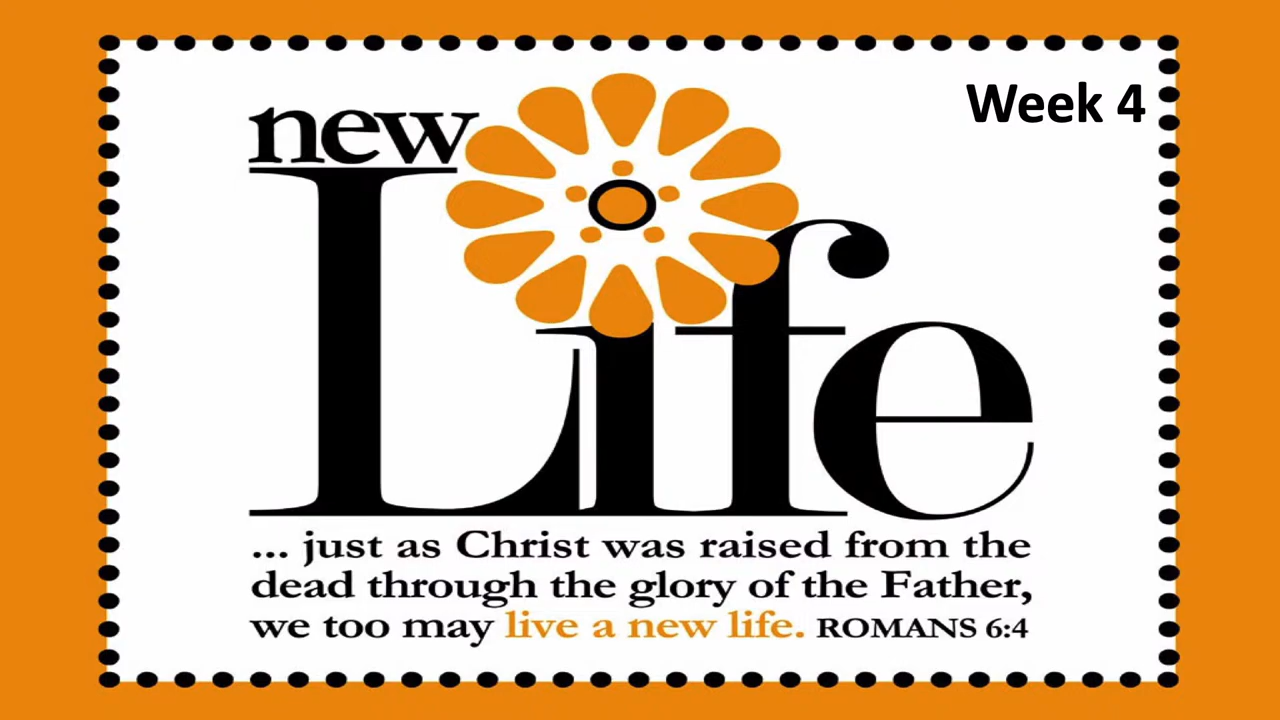 Week 4
new
Life
... just as Christ was raised from the
dead through the glory of the Father,
we too may live a new life. ROMANS 6:4